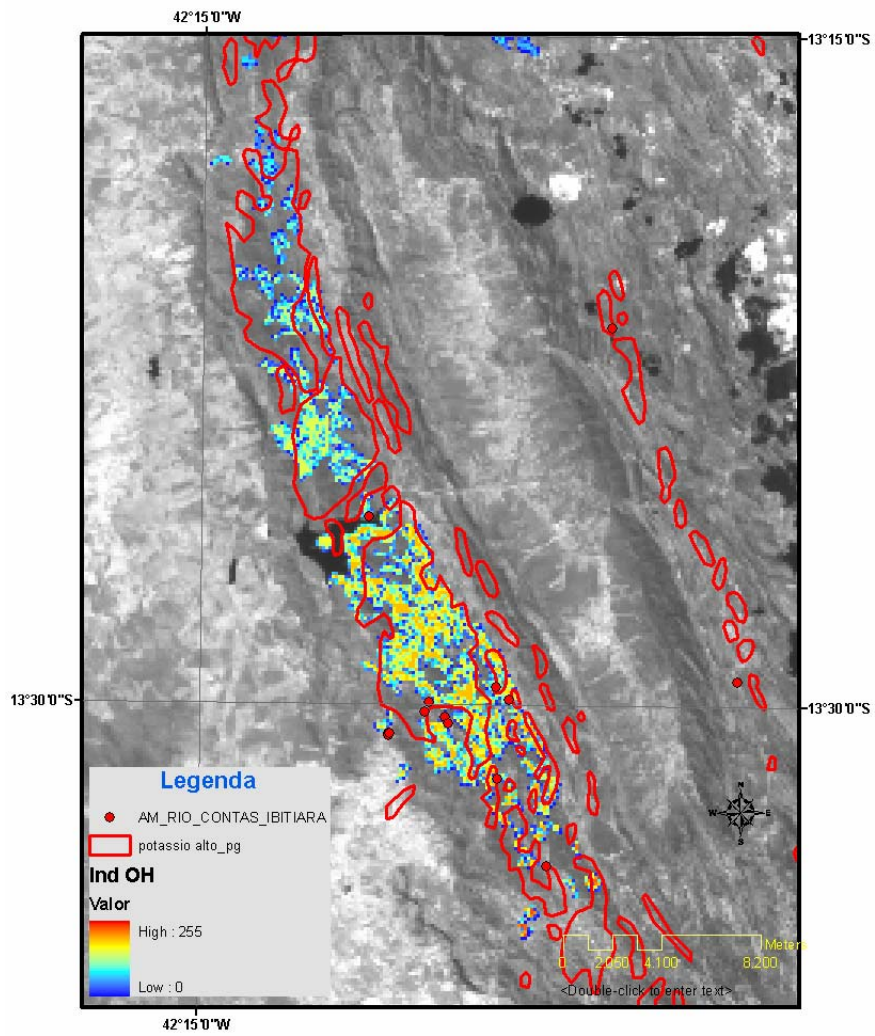 42°15'0"W
13°15'0"S
13°30'0"S
13°30'0"S
Legenda
AM_RIO_CONTAS_IBITIARA
potassio alto_pg
Ind OH
Valor
High : 255
Low : 0
N
W E
S
Meters
0 2.050 4.100 8.200
<Double-click to enter text>
42°15'0"W